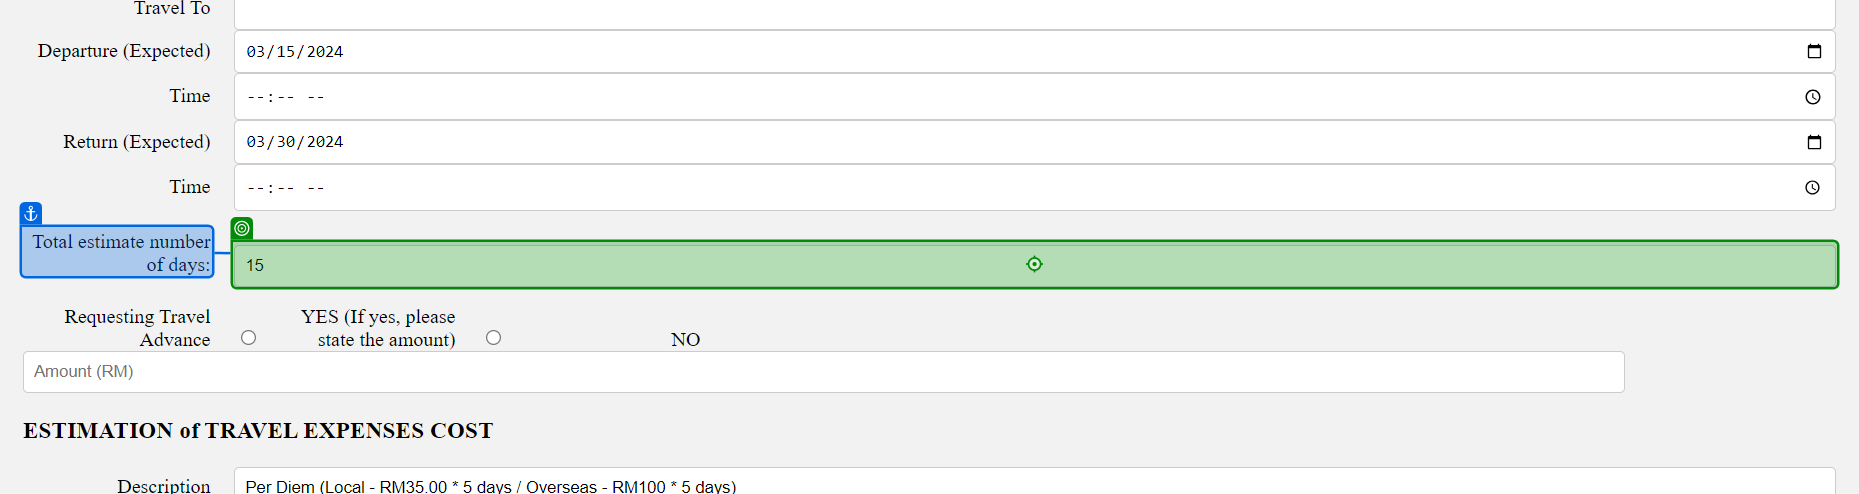 Travel To
Departure (Expected) 03/15/2024
Time --:-- --
Return (Expected) 03/30/2024
Time --:-- --
Total estimate number
of days: 15
Requesting Travel
Advance
YES (If yes, please
state the amount)
NO
Amount (RM)
ESTIMATION of TRAVEL EXPENSES COST
Description Per Diem (Local - RM35.00 * 5 days / Overseas - RM100 * 5 days)